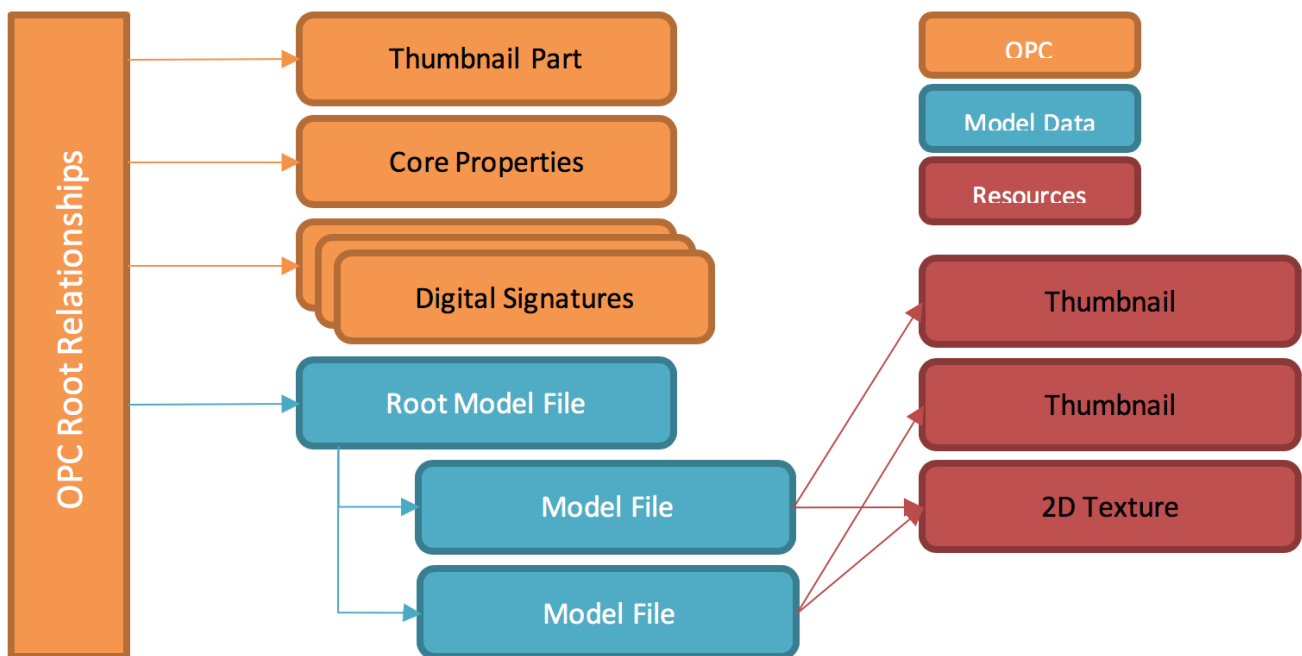 OPC Root Relationships
Thumbnail Part
Core Properties
Digital Signatures
Root Model File
Model File
Model File
OPC
Model Data
Resources
Thumbnail
Thumbnail
2D Texture